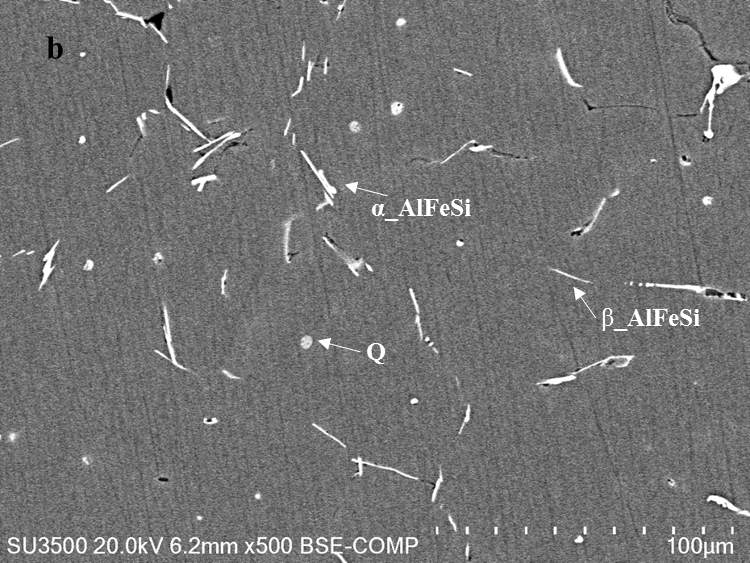 b
α_AlFeSi
β_AlFeSi
Q
SU3500 20.0kV 6.2mm x500 BSE-COMP 100μm